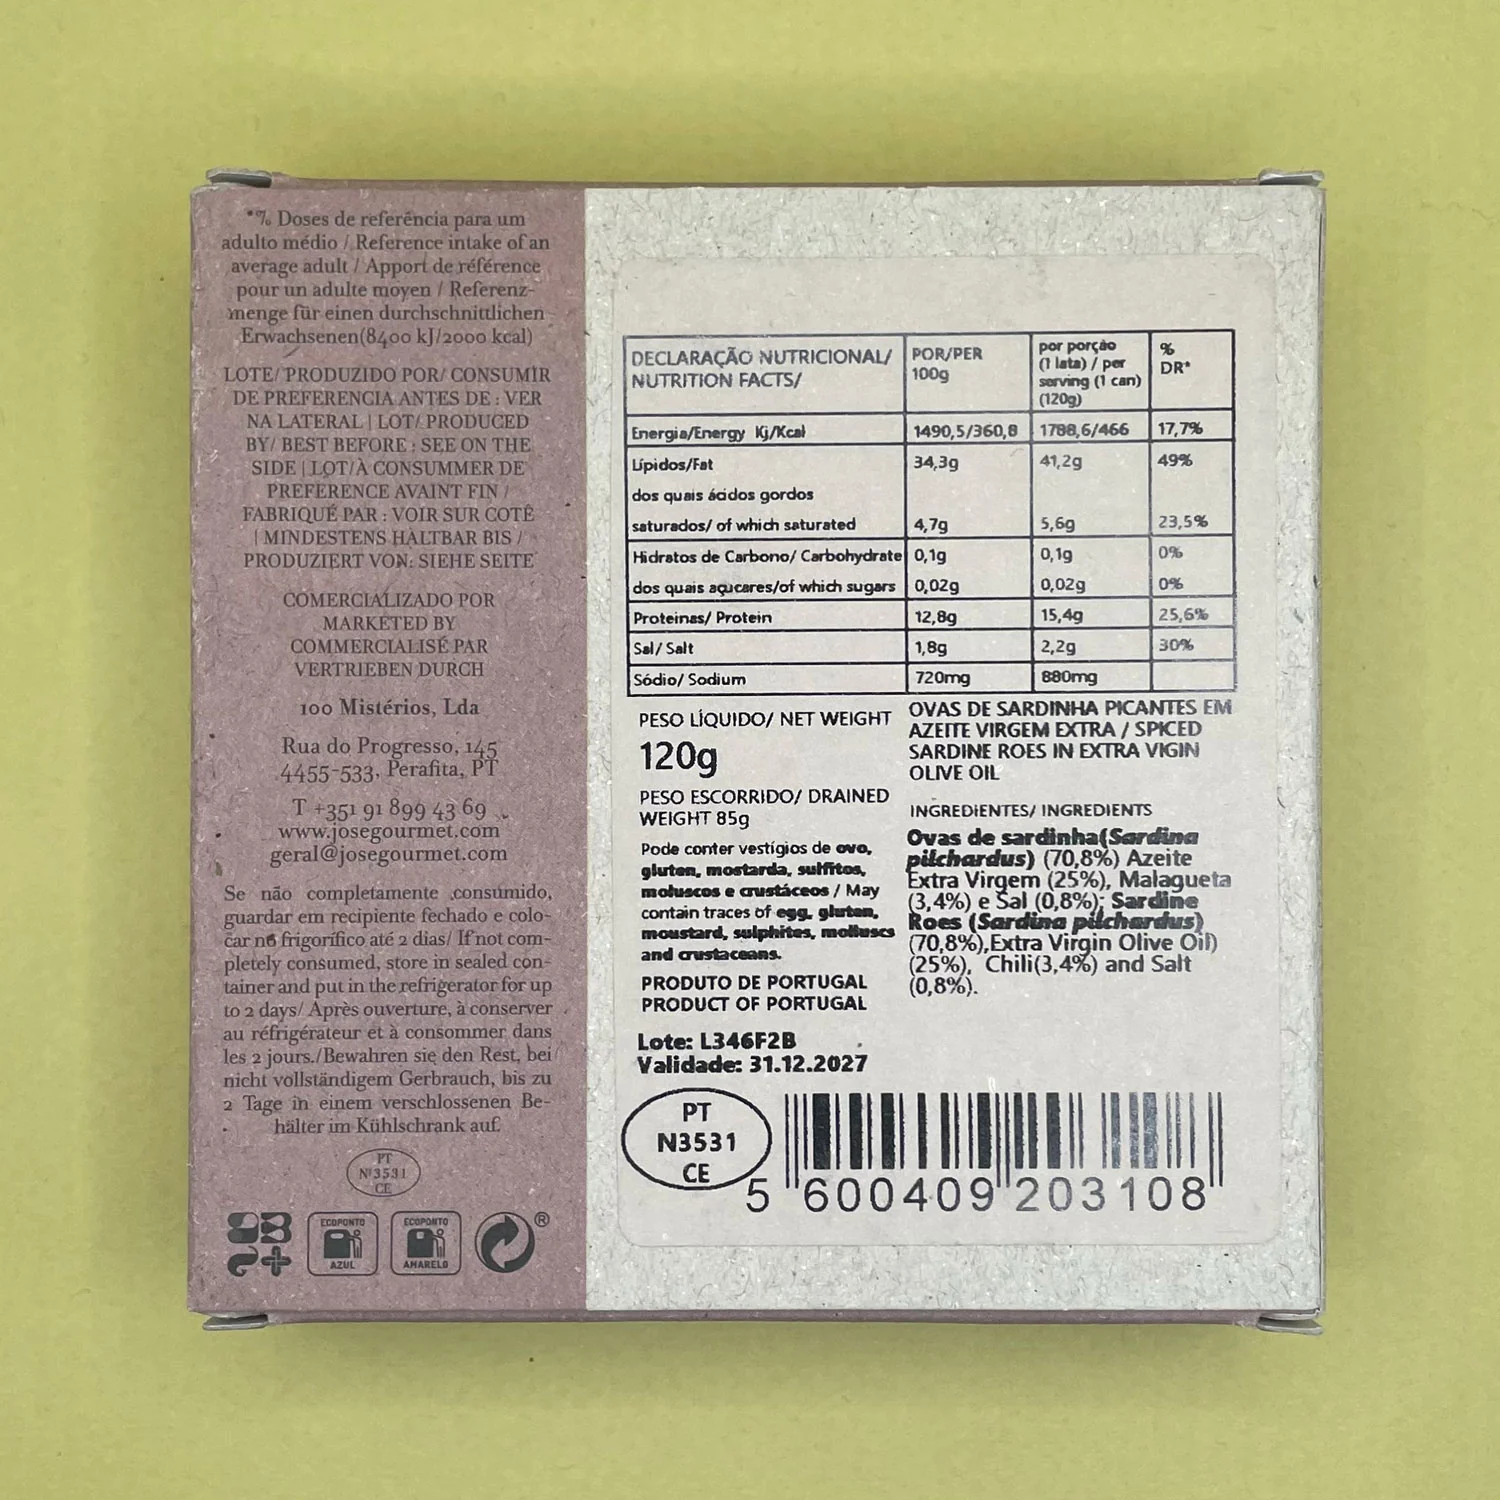 *% Doses de referência para um
adulto médio / Reference intake of an
average adult / Apport de référence
pour un adulte moyen / Referenz-
menge für einen durchschnittlichen
Erwachsenen(8400 kJ/2000 kcal)
LOTE/ PRODUZIDO POR/ CONSUMIR
DE PREFERENCIA ANTES DE : VER
NA LATERAL | LOT/ PRODUCED
BY/ BEST BEFORE : SEE ON THE
SIDE | LOT/À CONSUMMER DE
PREFERENCE AVAINT FIN /
FABRIQUÉ PAR : VOIR SUR COTÊ
| MINDESTENS HALTBAR BIS /
PRODUZIERT VON: SIEHE SEITE
COMERCIALIZADO POR
MARKETED BY
COMMERCIALISÉ PAR
VERTRIEBEN DURCH
100 Mistérios, Lda
Rua do Progresso, 145
4455-533, Perafita, PT
T +351 91 899 43 69
www.josegourmet.com
geral@josegourmet.com
Se não completamente consumido,
guardar em recipiente fechado e colo-
car no frigorífico até 2 dias/ If not com-
pletely consumed, store in sealed con-
tainer and put in the refrigerator for up
to 2 days/ Après ouverture, à conserver
au réfrigérateur et à consommer dans
les 2 jours./Bewahren sie den Rest, bei
nicht vollständigem Gerbrauch, bis zu
2 Tage in einem verschlossenen Be-
hälter im Kühlschrank auf.
PT
Nº3531
CE
ECOPONTO
AZUL
ECOPONTO
AMARELO
®
DECLARAÇÃO NUTRICIONAL/
NUTRITION FACTS/
POR/PER
100g
por porção
(1 lata) / per
serving (1 can)
(120g)
%
DR*
Energia/Energy Kj/Kcal 1490,5/360,8 1788,6/466 17,7%
Lípidos/Fat 34,3g 41,2g 49%
dos quais ácidos gordos
saturados/ of which saturated 4,7g 5,6g 23,5%
Hidratos de Carbono/ Carbohydrate 0,1g 0,1g 0%
dos quais açucares/of which sugars 0,02g 0,02g 0%
Proteinas/ Protein 12,8g 15,4g 25,6%
Sal/ Salt 1,8g 2,2g 30%
Sódio/ Sodium 720mg 880mg
PESO LÍQUIDO/ NET WEIGHT
120g
PESO ESCORRIDO/ DRAINED
WEIGHT 85g
Pode conter vestígios de ovo,
gluten, mostarda, sulfitos,
moluscos e crustáceos / May
contain traces of egg, gluten,
moustard, sulphites, molluscs
and crustaceans.
PRODUTO DE PORTUGAL
PRODUCT OF PORTUGAL
Lote: L346F2B
Validade: 31.12.2027
OVAS DE SARDINHA PICANTES EM
AZEITE VIRGEM EXTRA / SPICED
SARDINE ROES IN EXTRA VIGIN
OLIVE OIL
INGREDIENTES/ INGREDIENTS
Ovas de sardinha(Sardina
pilchardus) (70,8%) Azeite
Extra Virgem (25%), Malagueta
(3,4%) e Sal (0,8%); Sardine
Roes (Sardina pilchardus)
(70,8%),Extra Virgin Olive Oil)
(25%), Chili(3,4%) and Salt
(0,8%).
PT
N3531
CE
5 600409 203108